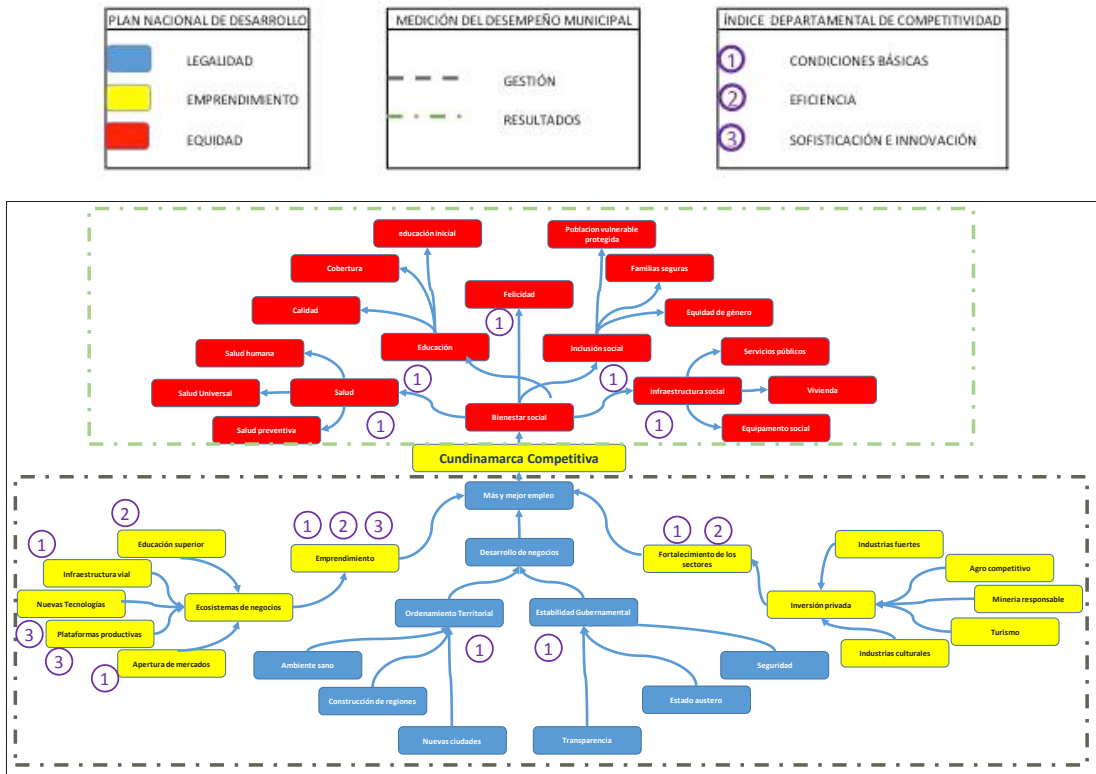 PLAN NACIONAL DE DESARROLLO
LEGALIDAD
EMPRENDIMIENTO
EQUIDAD
MEDICIÓN DEL DESEMPEÑO MUNICIPAL
GESTIÓN
RESULTADOS
ÍNDICE DEPARTAMENTAL DE COMPETITIVIDAD
1 CONDICIONES BÁSICAS
2 EFICIENCIA
3 SOFISTICACIÓN E INNOVACIÓN
educación inicial
Poblacion vulnerable
protegida
Cobertura
Familias seguras
Felicidad
Calidad
Equidad de género
1
Educación
Inclusión social
Salud humana
Servicios públicos
1
1
Salud Universal
Salud
Infraestructura social
Vivienda
Bienestar social
Salud preventiva
1
1
Equipamento social
Cundinamarca Competitiva
Más y mejor empleo
2
1
2
3
1
2
Educación superior
1
Emprendimiento
Desarrollo de negocios
Fortalecimiento de los
sectores
Industrias fuertes
Infraestructura vial
Agro competitivo
Nuevas Tecnologías
Ecosistemas de negocios
Ordenamiento Territorial
Estabilidad Gubernamental
Inversión privada
Mineria responsable
3
Plataformas productivas
Turismo
3
1
Apertura de mercados
1
1
Industrias culturales
Ambiente sano
Seguridad
Construcción de regiones
Estado austero
Nuevas ciudades
Transparencia